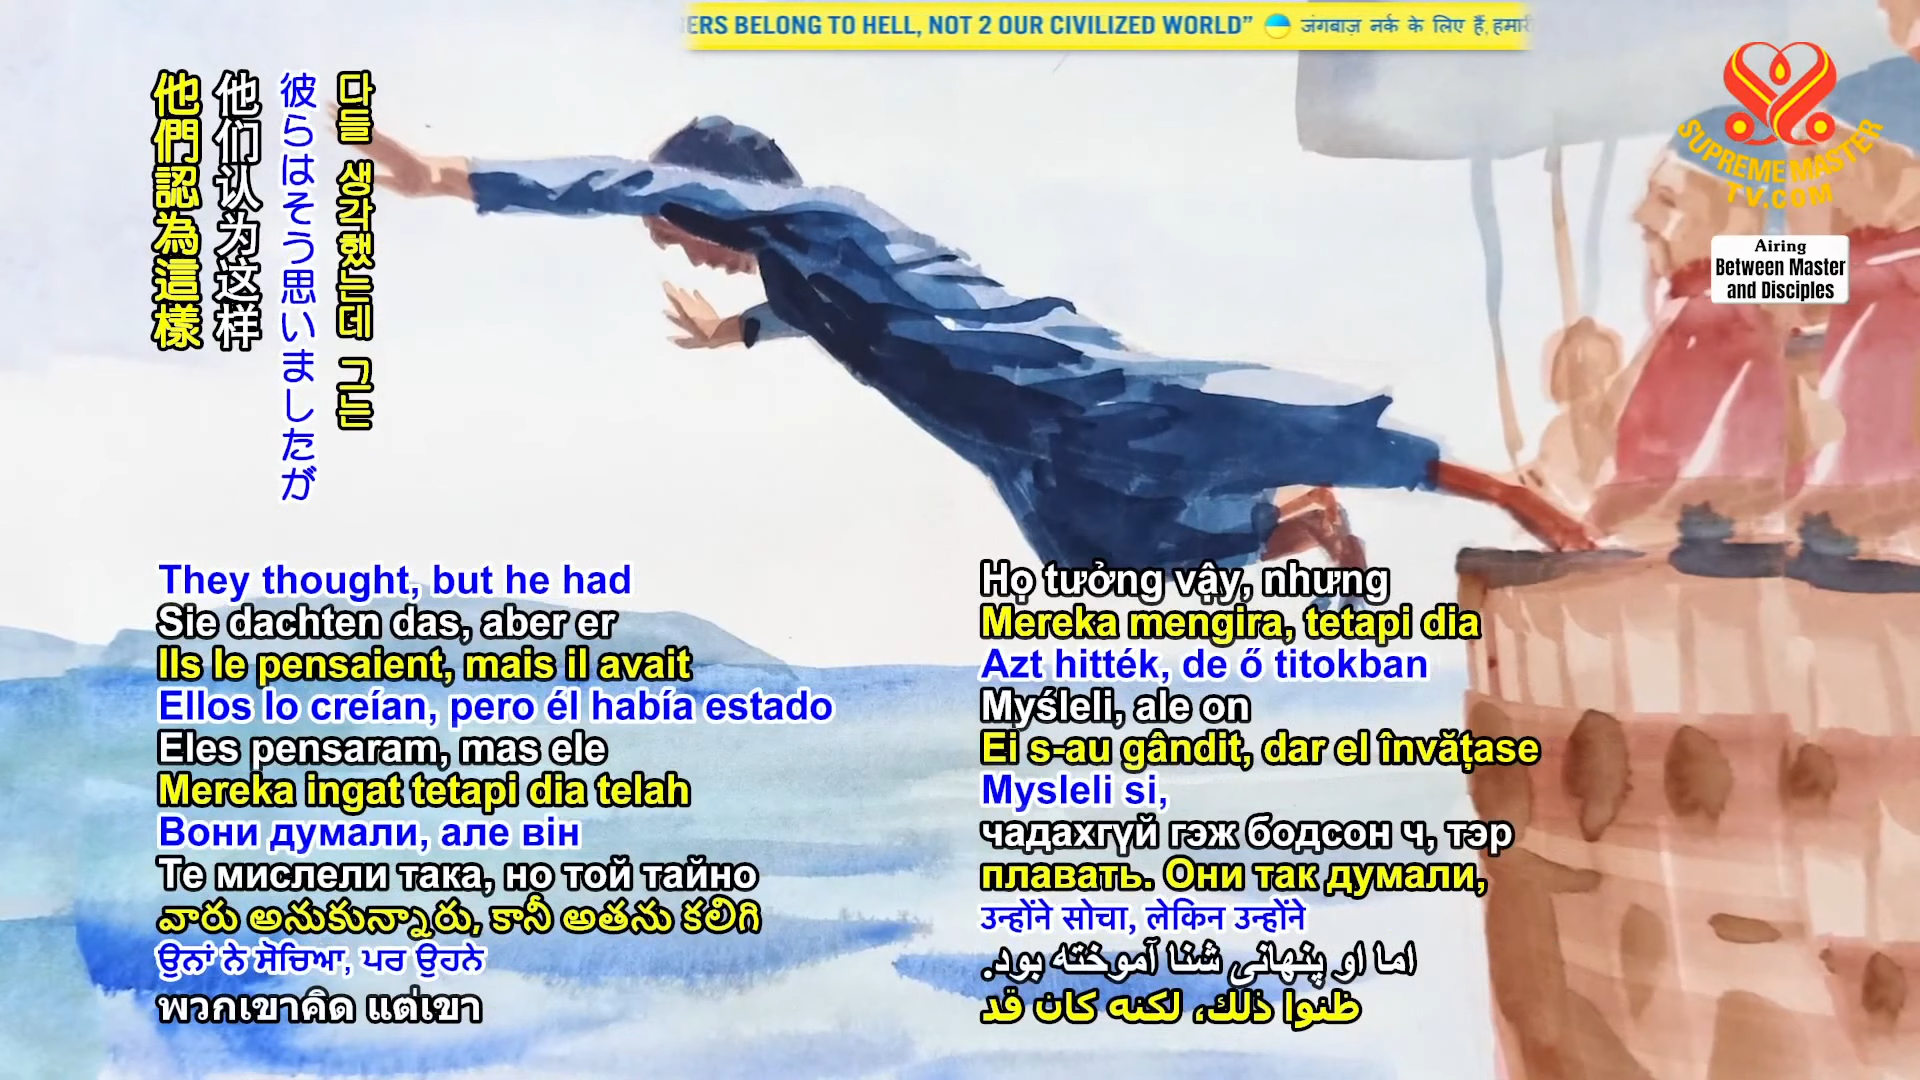 ERS BELONG TO HELL, NOT 2 OUR CIVILIZED WORLD” जंगबाज़ नर्क के लिए हैं, हमारी
SUPREME MASTER
TV.COM
Airing
Between Master
and Disciples
다들 생각했는데 그는
彼らはそう思いましたが
他们认为这样
他們認為這樣
They thought, but he had
Sie dachten das, aber er
Ils le pensaient, mais il avait
Ellos lo creían, pero él había estado
Eles pensaram, mas ele
Mereka ingat tetapi dia telah
Вони думали, але він
Те мислели така, но той тайно
వారు అనుకున్నారు, కానీ అతను కలిగి
ਉਨਾਂ ਨੇ ਸੋਚਿਆ, ਪਰ ਉਹਨੇ
พวกเขาคิด แต่เขา
Họ tưởng vậy, nhưng
Mereka mengira, tetapi dia
Azt hitték, de ő titokban
Myśleli, ale on
Ei s-au gândit, dar el învățase
Mysleli si,
чадахгүй гэж бодсон ч, тэр
плавать. Они так думали,
उन्होंने सोचा, लेकिन उन्होंने
اما او پنهانی شنا آموخته بود.
ظنوا ذلك، لكنه كان قد